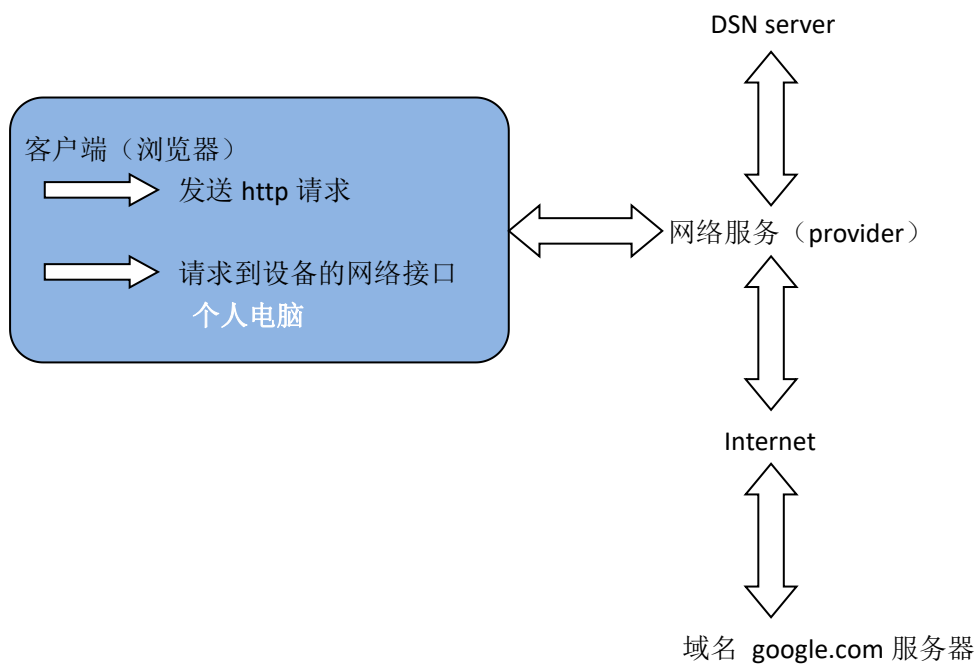 DSN server
客户端（浏览器）
发送 http 请求
网络服务（provider）
请求到设备的网络接口
个人电脑
Internet
域名 google.com 服务器